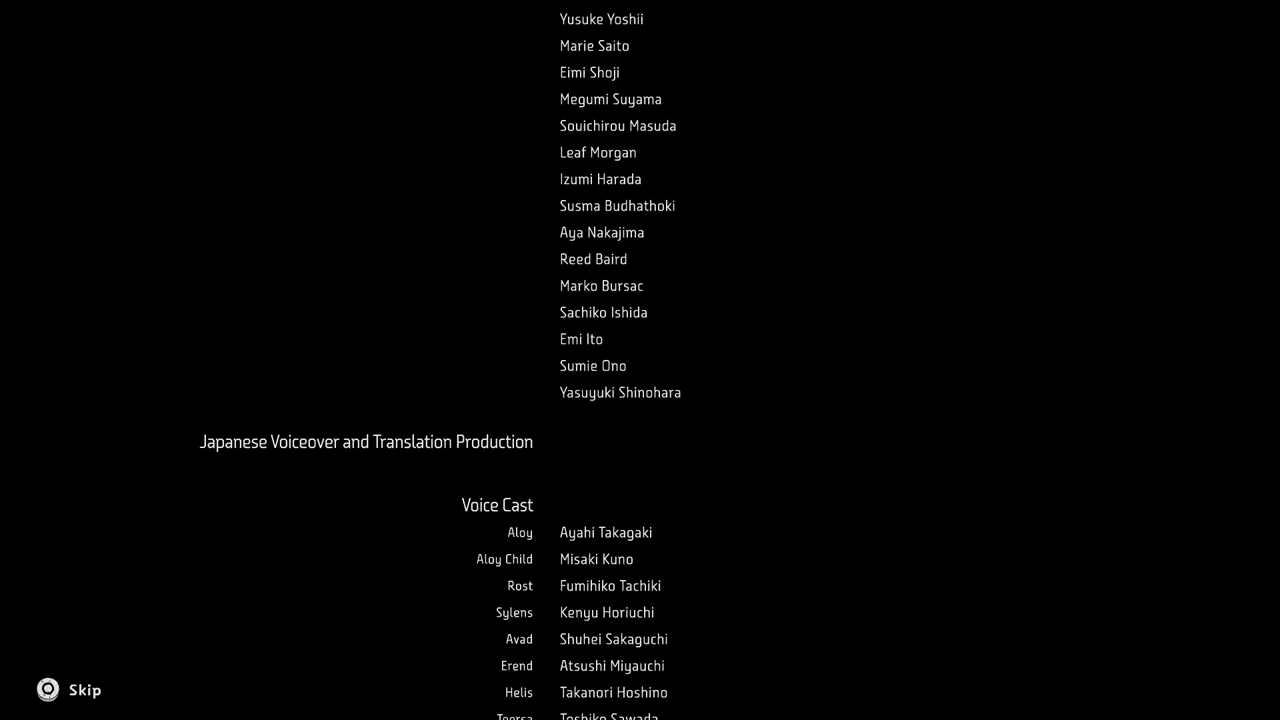 Yusuke Yoshii
Marie Saito
Eimi Shoji
Megumi Suyama
Souichirou Masuda
Leaf Morgan
Izumi Harada
Susma Budhathoki
Aya Nakajima
Reed Baird
Marko Bursac
Sachiko Ishida
Emi Ito
Sumie Ono
Yasuyuki Shinohara
Japanese Voiceover and Translation Production
Voice Cast
Aloy Ayahi Takagaki
Aloy Child Misaki Kuno
Rost Fumihiko Tachiki
Sylens Kenyu Horiuchi
Avad Shuhei Sakaguchi
Erend Atsushi Miyauchi
Helis Takanori Hoshino
Teersa Toshiko Sawada
Skip